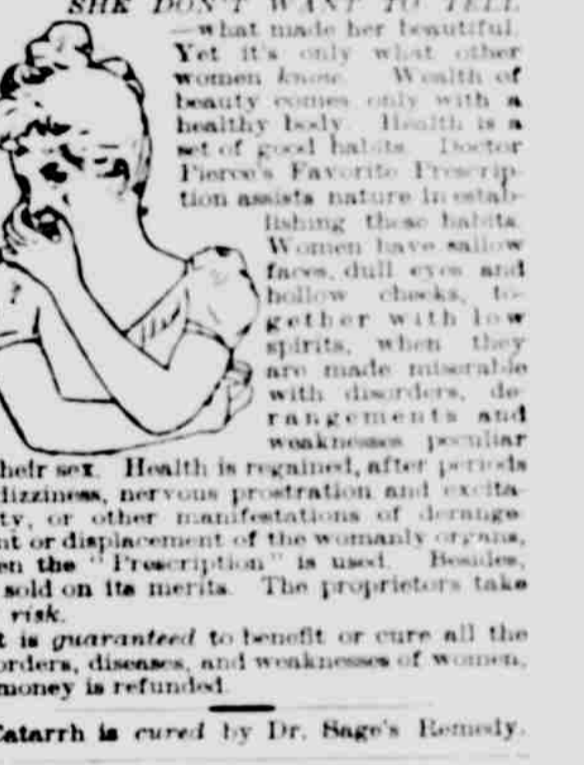 SHE DON'T WANT TO TELL
—what made her beautiful.
Yet it's only what other
women know. Wealth of
beauty comes only with a
healthy body. Health is a
set of good habits. Doctor
Pierce's Favorite Prescrip-
tion assists nature in estab-
lishing these habits.
Women have sallow
faces, dull eyes and
hollow cheeks, to-
gether with low
spirits, when they
are made miserable
with disorders, de-
rangements and
weaknesses peculiar
heir sex. Health is regained, after periods
dizziness, nervous prostration and excita-
ty, or other manifestations of derange-
nt or displacement of the womanly organs,
en the "Prescription" is used. Besides,
sold on its merits. The proprietors take
risk.
t is guaranteed to benefit or cure all the
orders, diseases, and weaknesses of women,
money is refunded.
Catarrh is cured by Dr. Sage's Remedy.